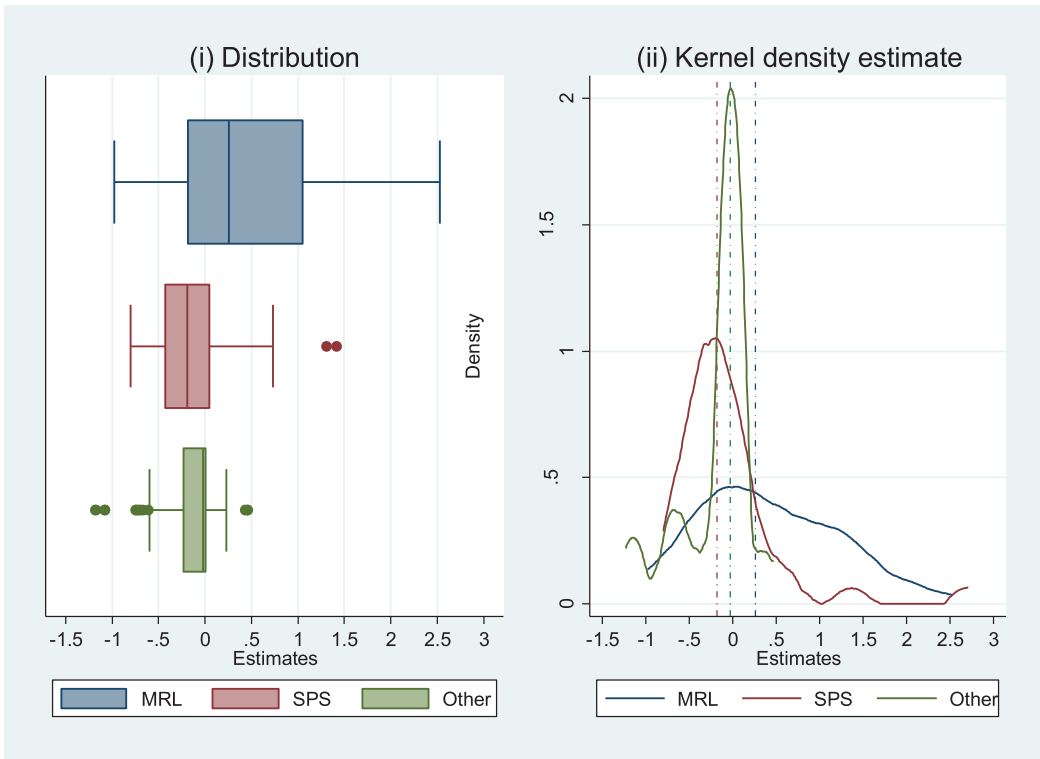 (i) Distribution
-1.5 -1 -.5 0 .5 1 1.5 2 2.5 3
Estimates
MRL SPS Other
(ii) Kernel density estimate
Density
2
1.5
1
.5
0
-1.5 -1 -.5 0 .5 1 1.5 2 2.5 3
Estimates
MRL SPS Other